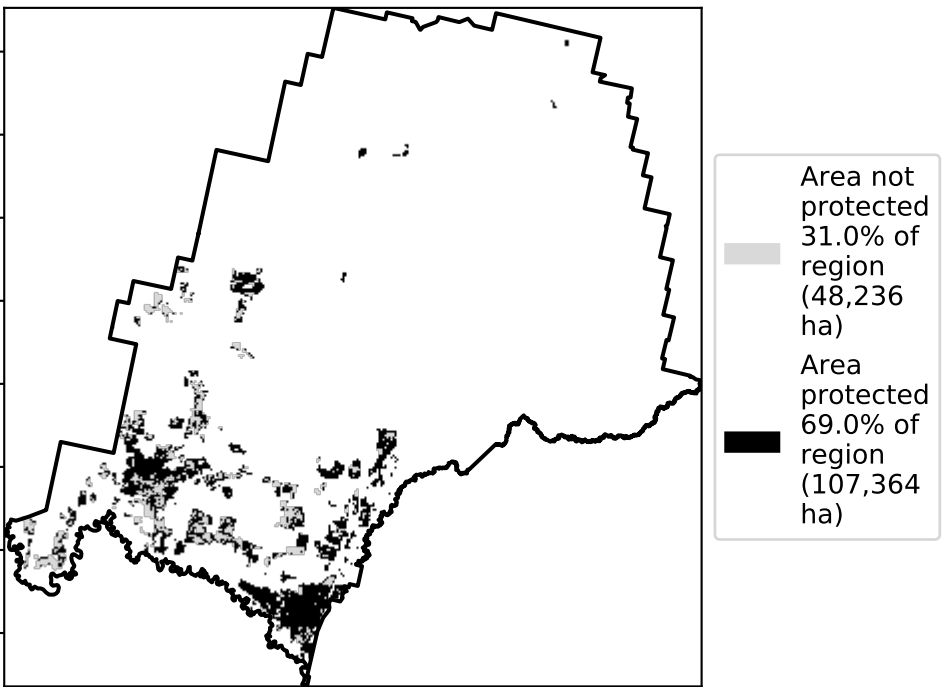 Area not
protected
31.0% of
region
(48,236
ha)
Area
protected
69.0% of
region
(107,364
ha)